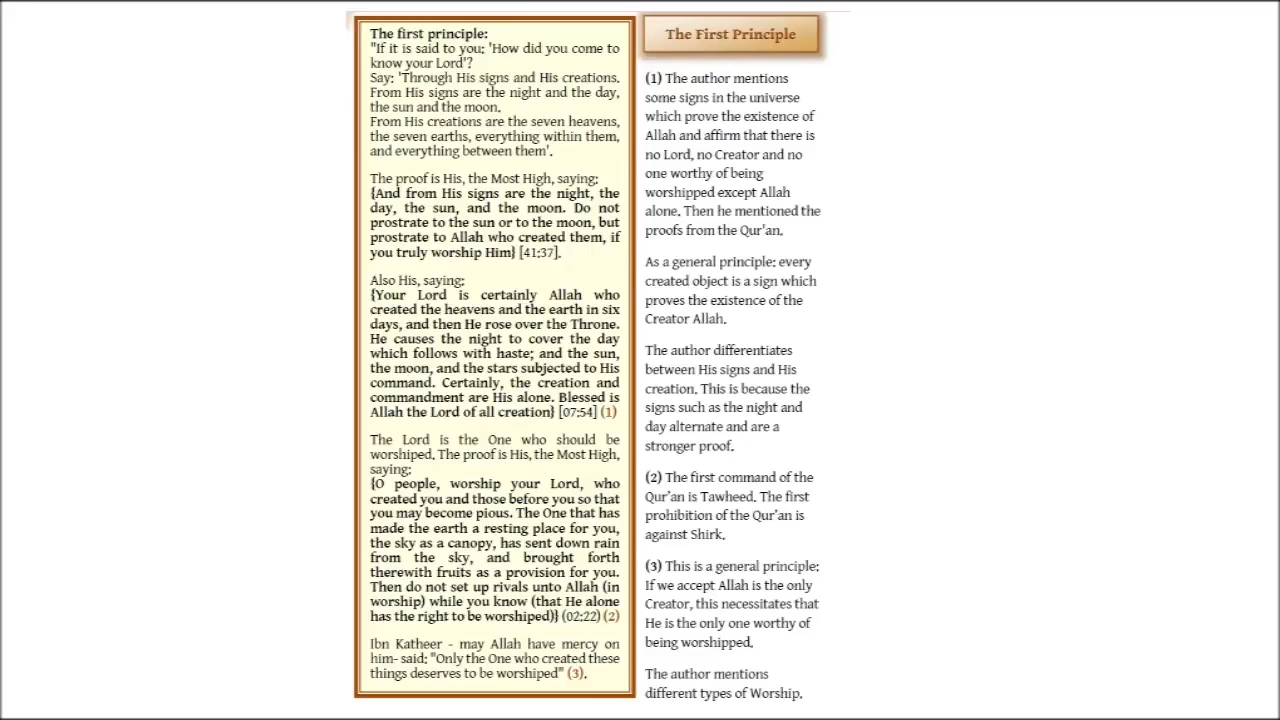 The first principle:
"If it is said to you: 'How did you come to
know your Lord'?
Say: 'Through His signs and His creations.
From His signs are the night and the day,
the sun and the moon.
From His creations are the seven heavens,
the seven earths, everything within them,
and everything between them'.
The proof is His, the Most High, saying:
{And from His signs are the night, the
day, the sun, and the moon. Do not
prostrate to the sun or to the moon, but
prostrate to Allah who created them, if
you truly worship Him} [41:37].
Also His, saying:
{Your Lord is certainly Allah who
created the heavens and the earth in six
days, and then He rose over the Throne.
He causes the night to cover the day
which follows with haste; and the sun,
the moon, and the stars subjected to His
command. Certainly, the creation and
commandment are His alone. Blessed is
Allah the Lord of all creation} [07:54] (1)
The Lord is the One who should be
worshiped. The proof is His, the Most High,
saying:
{O people, worship your Lord, who
created you and those before you so that
you may become pious. The One that has
made the earth a resting place for you,
the sky as a canopy, has sent down rain
from the sky, and brought forth
therewith fruits as a provision for you.
Then do not set up rivals unto Allah (in
worship) while you know (that He alone
has the right to be worshiped)} (02:22) (2)
Ibn Katheer - may Allah have mercy on
him- said: "Only the One who created these
things deserves to be worshiped" (3).
The First Principle
(1) The author mentions
some signs in the universe
which prove the existence of
Allah and affirm that there is
no Lord, no Creator and no
one worthy of being
worshipped except Allah
alone. Then he mentioned the
proofs from the Qur'an.
As a general principle: every
created object is a sign which
proves the existence of the
Creator Allah.
The author differentiates
between His signs and His
creation. This is because the
signs such as the night and
day alternate and are a
stronger proof.
(2) The first command of the
Qur'an is Tawheed. The first
prohibition of the Qur'an is
against Shirk.
(3) This is a general principle:
If we accept Allah is the only
Creator, this necessitates that
He is the only one worthy of
being worshipped.
The author mentions
different types of Worship.